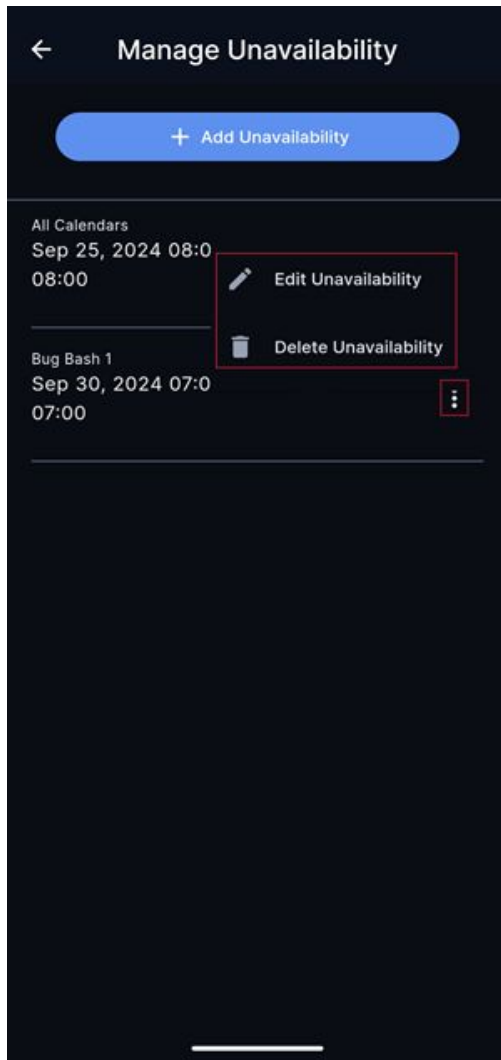 Manage Unavailability
+ Add Unavailability
All Calendars
Sep 25, 2024 08:0
08:00
Edit Unavailability
Delete Unavailability
Bug Bash 1
Sep 30, 2024 07:0
07:00